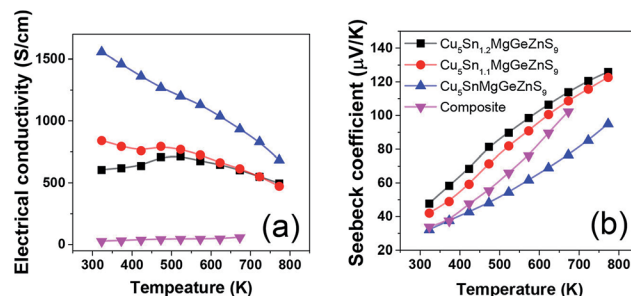 Electrical conductivity (S/cm)
1500
1000
500
0
300 400 500 600 700 800
Tempeature (K)
(a)
Seebeck coefficient (μV/K)
140
120
100
80
60
40
20
Cu₅Sn₁.₂MgGeZnS₉
Cu₅Sn₁.₁MgGeZnS₉
Cu₅SnMgGeZnS₉
Composite
300 400 500 600 700 800
Temperature (K)
(b)